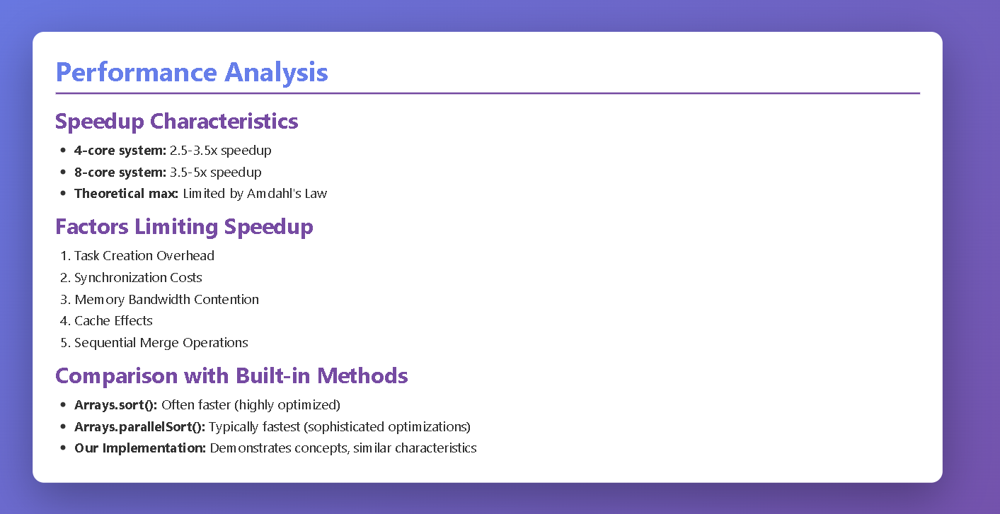 Performance Analysis
Speedup Characteristics
• 4-core system: 2.5-3.5x speedup
• 8-core system: 3.5-5x speedup
• Theoretical max: Limited by Amdahl's Law
Factors Limiting Speedup
1. Task Creation Overhead
2. Synchronization Costs
3. Memory Bandwidth Contention
4. Cache Effects
5. Sequential Merge Operations
Comparison with Built-in Methods
• Arrays.sort(): Often faster (highly optimized)
• Arrays.parallelSort(): Typically fastest (sophisticated optimizations)
• Our Implementation: Demonstrates concepts, similar characteristics